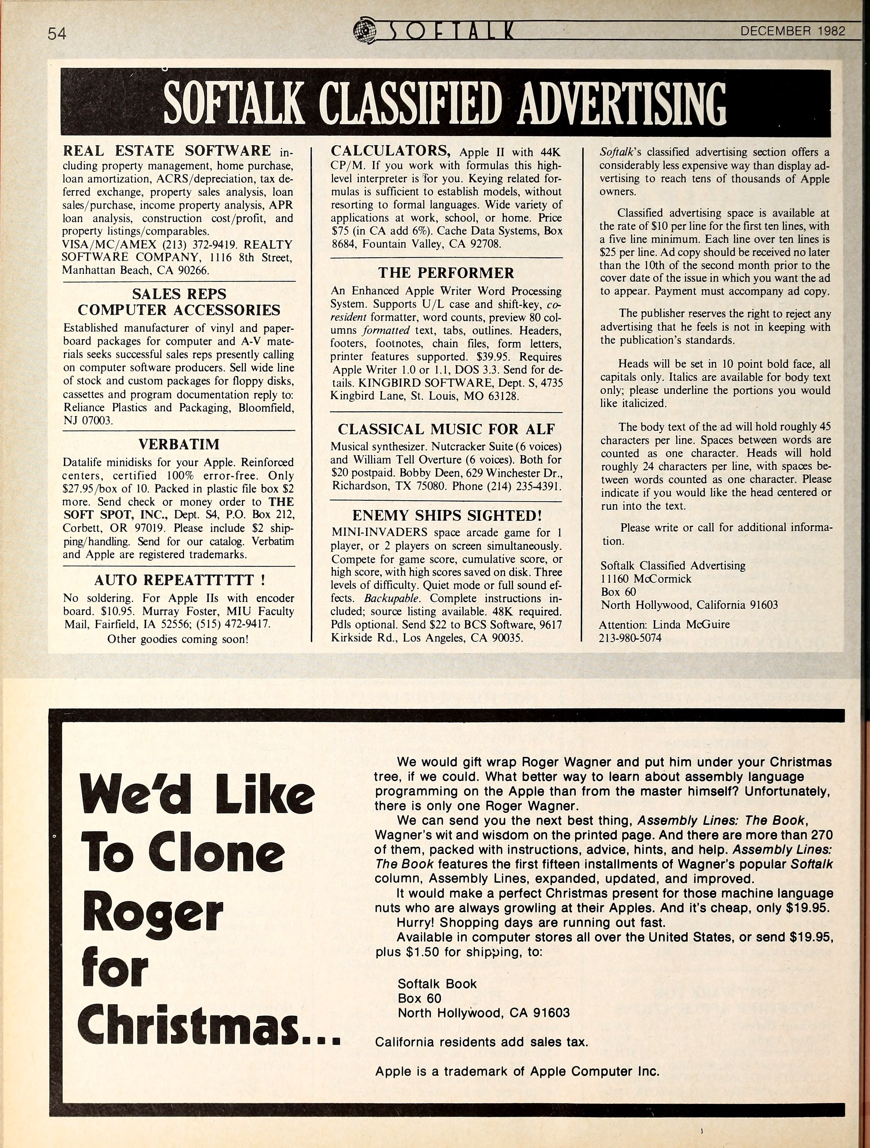 54
SOFTALK
DECEMBER 1982
SOFTALK CLASSIFIED ADVERTISING
REAL ESTATE SOFTWARE in-
cluding property management, home purchase,
loan amortization, ACRS/depreciation, tax de-
ferred exchange, property sales analysis, loan
sales/purchase, income property analysis, APR
loan analysis, construction cost/profit, and
property listings/comparables.
VISA/MC/AMEX (213) 372-9419. REALTY
SOFTWARE COMPANY, 1116 8th Street,
Manhattan Beach, CA 90266.
SALES REPS
COMPUTER ACCESSORIES
Established manufacturer of vinyl and paper-
board packages for computer and A-V mate-
rials seeks successful sales reps presently calling
on computer software producers. Sell wide line
of stock and custom packages for floppy disks,
cassettes and program documentation reply to:
Reliance Plastics and Packaging, Bloomfield,
NJ 07003.
VERBATIM
Datalife minidisks for your Apple. Reinforced
centers, certified 100% error-free. Only
$27.95/box of 10. Packed in plastic file box $2
more. Send check or money order to THE
SOFT SPOT, INC., Dept. S4, P.O. Box 212,
Corbett, OR 97019. Please include $2 ship-
ping/handling. Send for our catalog. Verbatim
and Apple are registered trademarks.
AUTO REPEATTTTTT !
No soldering. For Apple IIs with encoder
board. $10.95. Murray Foster, MIU Faculty
Mail, Fairfield, IA 52556; (515) 472-9417.
Other goodies coming soon!
CALCULATORS, Apple II with 44K
CP/M. If you work with formulas this high-
level interpreter is for you. Keying related for-
mulas is sufficient to establish models, without
resorting to formal languages. Wide variety of
applications at work, school, or home. Price
$75 (in CA add 6%). Cache Data Systems, Box
8684, Fountain Valley, CA 92708.
THE PERFORMER
An Enhanced Apple Writer Word Processing
System. Supports U/L case and shift-key, co-
resident formatter, word counts, preview 80 col-
umns formatted text, tabs, outlines. Headers,
footers, footnotes, chain files, form letters,
printer features supported. $39.95. Requires
Apple Writer 1.0 or 1.1, DOS 3.3. Send for de-
tails. KINGBIRD SOFTWARE, Dept. S, 4735
Kingbird Lane, St. Louis, MO 63128.
CLASSICAL MUSIC FOR ALF
Musical synthesizer. Nutcracker Suite (6 voices)
and William Tell Overture (6 voices). Both for
$20 postpaid. Bobby Deen, 629 Winchester Dr.,
Richardson, TX 75080. Phone (214) 235-4391.
ENEMY SHIPS SIGHTED!
MINI-INVADERS space arcade game for 1
player, or 2 players on screen simultaneously.
Compete for game score, cumulative score, or
high score, with high scores saved on disk. Three
levels of difficulty. Quiet mode or full sound ef-
fects. Backupable. Complete instructions in-
cluded; source listing available. 48K required.
Pdls optional. Send $22 to BCS Software, 9617
Kirkside Rd., Los Angeles, CA 90035.
Softalk's classified advertising section offers a
considerably less expensive way than display ad-
vertising to reach tens of thousands of Apple
owners.
Classified advertising space is available at
the rate of $10 per line for the first ten lines, with
a five line minimum. Each line over ten lines is
$25 per line. Ad copy should be received no later
than the 10th of the second month prior to the
cover date of the issue in which you want the ad
to appear. Payment must accompany ad copy.
The publisher reserves the right to reject any
advertising that he feels is not in keeping with
the publication's standards.
Heads will be set in 10 point bold face, all
capitals only. Italics are available for body text
only; please underline the portions you would
like italicized.
The body text of the ad will hold roughly 45
characters per line. Spaces between words are
counted as one character. Heads will hold
roughly 24 characters per line, with spaces be-
tween words counted as one character. Please
indicate if you would like the head centered or
run into the text.
Please write or call for additional informa-
tion.
Softalk Classified Advertising
11160 McCormick
Box 60
North Hollywood, California 91603
Attention: Linda McGuire
213-980-5074
We'd Like
To Clone
Roger
for
Christmas...
We would gift wrap Roger Wagner and put him under your Christmas
tree, if we could. What better way to learn about assembly language
programming on the Apple than from the master himself? Unfortunately,
there is only one Roger Wagner.
We can send you the next best thing, Assembly Lines: The Book,
Wagner's wit and wisdom on the printed page. And there are more than 270
of them, packed with instructions, advice, hints, and help. Assembly Lines:
The Book features the first fifteen installments of Wagner's popular Softalk
column, Assembly Lines, expanded, updated, and improved.
It would make a perfect Christmas present for those machine language
nuts who are always growling at their Apples. And it's cheap, only $19.95.
Hurry! Shopping days are running out fast.
Available in computer stores all over the United States, or send $19.95,
plus $1.50 for shipping, to:
Softalk Book
Box 60
North Hollywood, CA 91603
California residents add sales tax.
Apple is a trademark of Apple Computer Inc.